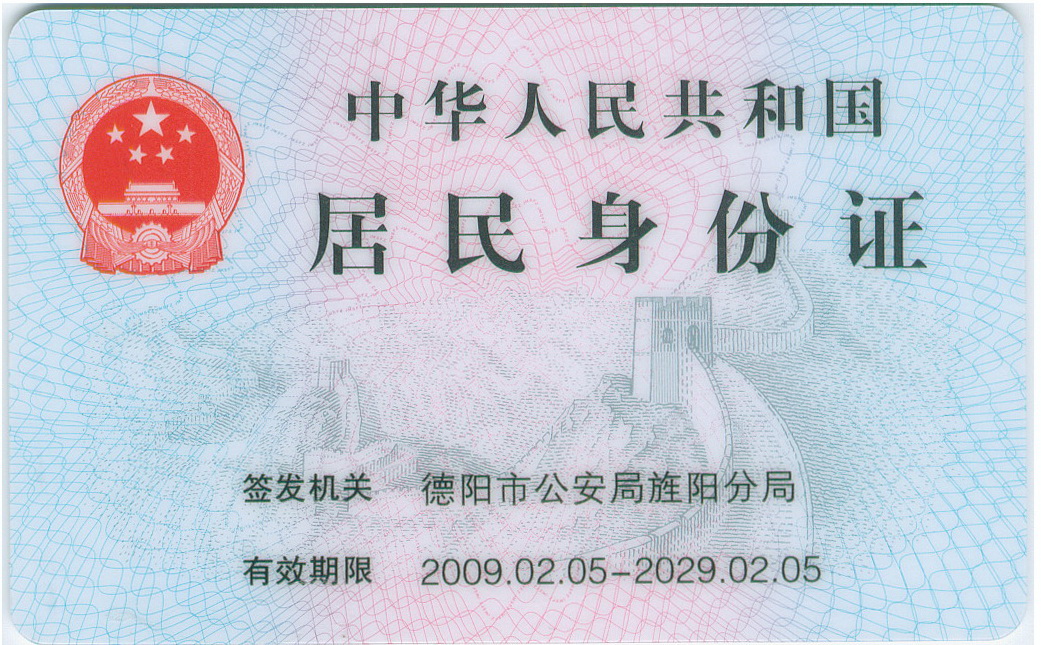 中华人民共和国
居民身份证
签发机关 德阳市公安局旌阳分局
有效期限 2009.02.05-2029.02.05